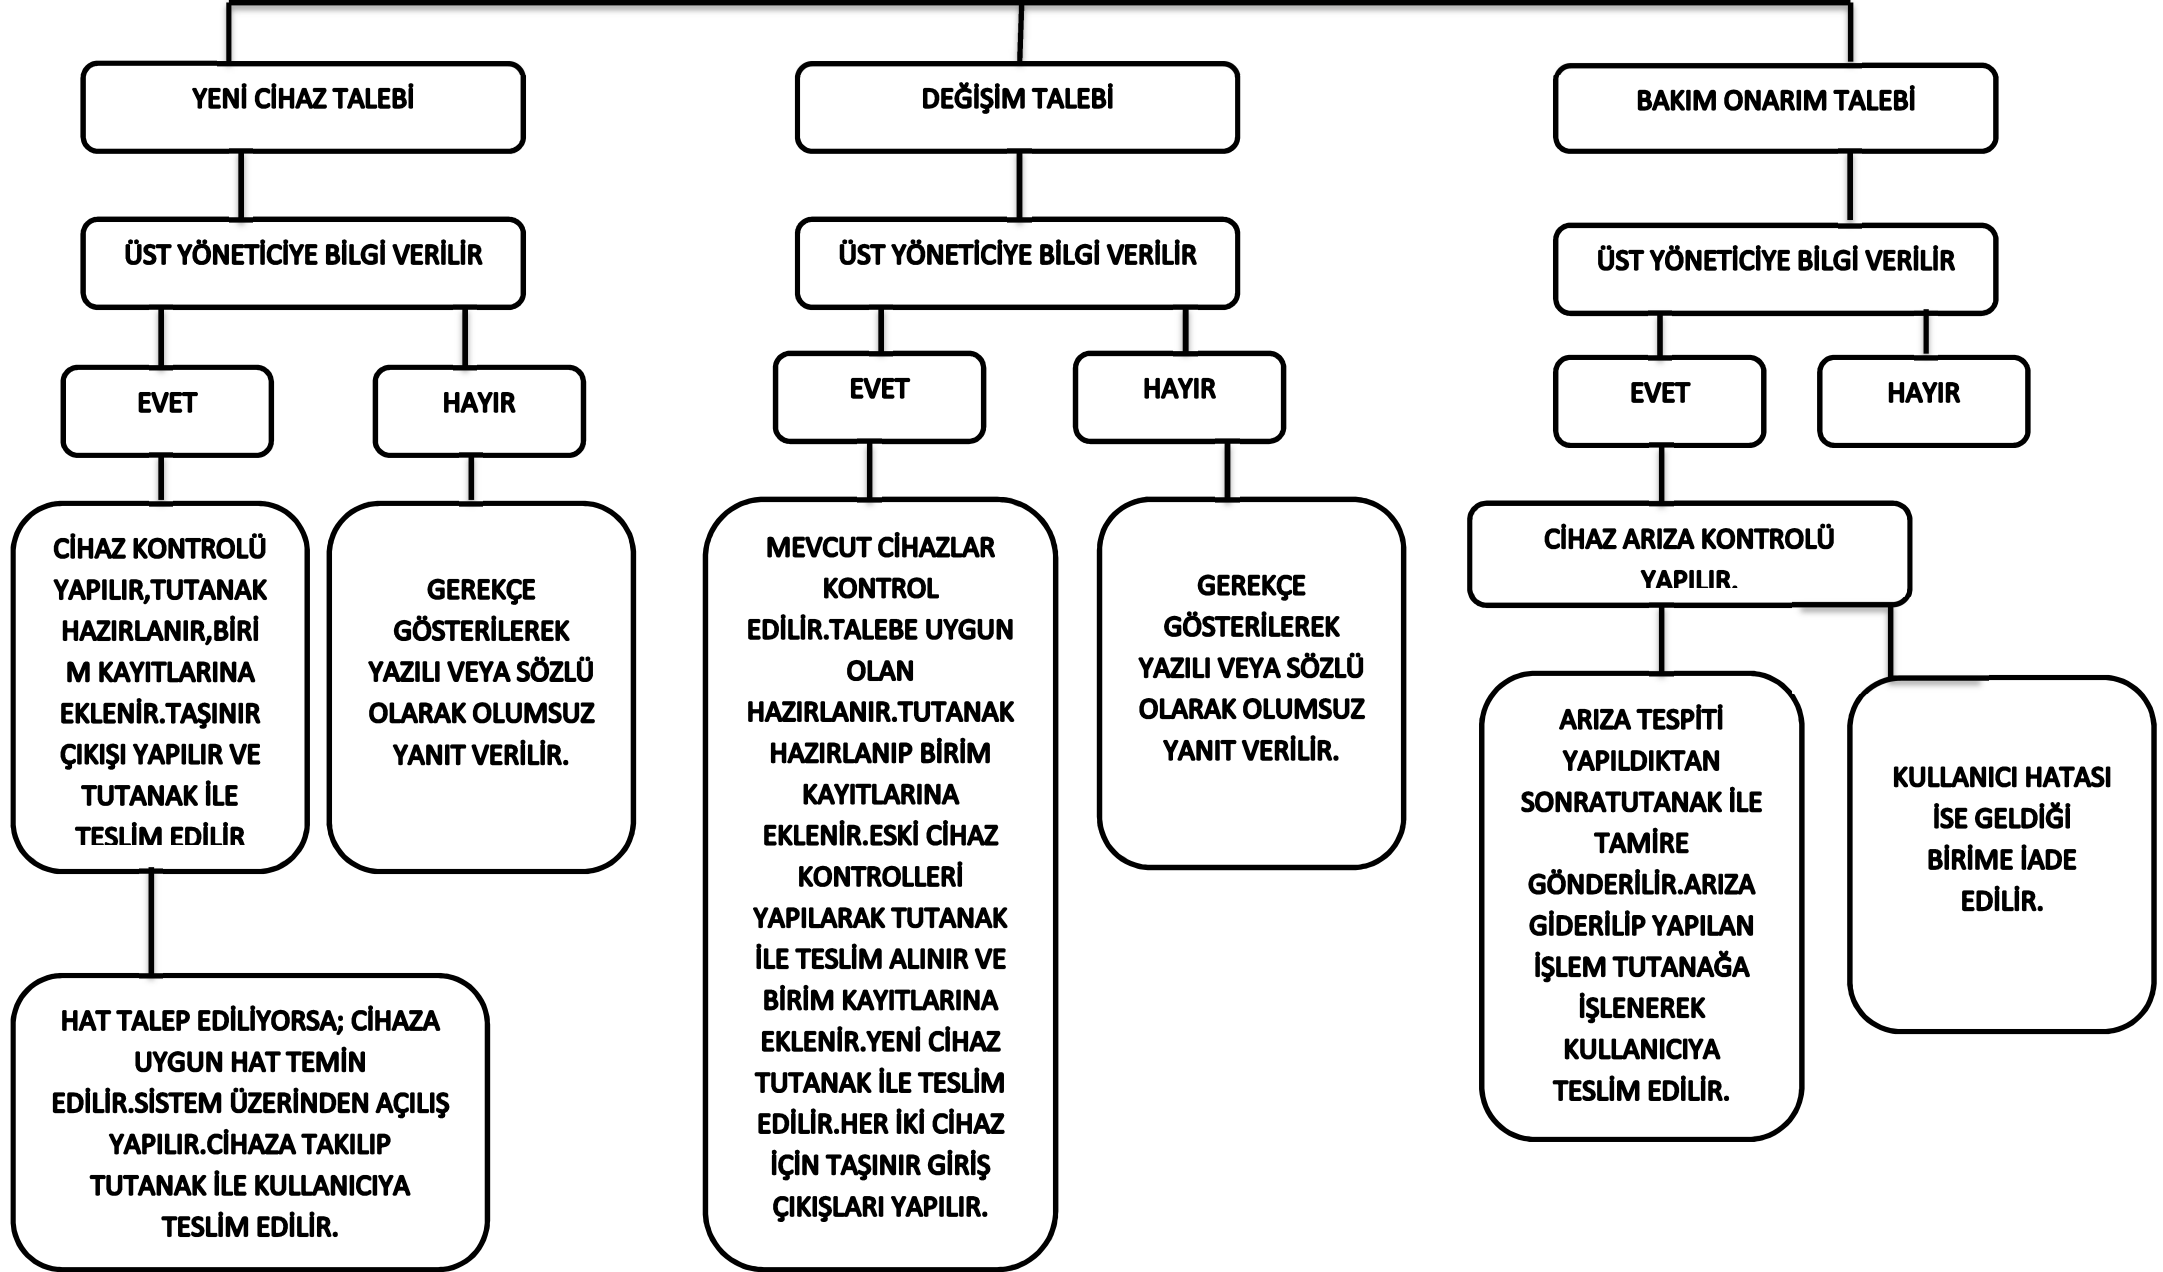 YENİ CİHAZ TALEBİ
DEĞİŞİM TALEBİ
BAKIM ONARIM TALEBİ
ÜST YÖNETİCİYE BİLGİ VERİLİR
ÜST YÖNETİCİYE BİLGİ VERİLİR
ÜST YÖNETİCİYE BİLGİ VERİLİR
EVET
HAYIR
EVET
HAYIR
EVET
HAYIR
CİHAZ KONTROLÜ
YAPILIR,TUTANAK
HAZIRLANIR,BİRİ
M KAYITLARINA
EKLENİR.TAŞINIR
ÇIKIŞI YAPILIR VE
TUTANAK İLE
TESLİM EDİLİR
GEREKÇE
GÖSTERİLEREK
YAZILI VEYA SÖZLÜ
OLARAK OLUMSUZ
YANIT VERİLİR.
HAT TALEP EDİLİYORSA; CİHAZA
UYGUN HAT TEMİN
EDİLİR.SİSTEM ÜZERİNDEN AÇILIŞ
YAPILIR.CİHAZA TAKILIP
TUTANAK İLE KULLANICIYA
TESLİM EDİLİR.
MEVCUT CİHAZLAR
KONTROL
EDİLİR.TALEBE UYGUN
OLAN
HAZIRLANIR.TUTANAK
HAZIRLANIP BİRİM
KAYITLARINA
EKLENİR.ESKİ CİHAZ
KONTROLLERİ
YAPILARAK TUTANAK
İLE TESLİM ALINIR VE
BİRİM KAYITLARINA
EKLENİR.YENİ CİHAZ
TUTANAK İLE TESLİM
EDİLİR.HER İKİ CİHAZ
İÇİN TAŞINIR GİRİŞ
ÇIKIŞLARI YAPILIR.
GEREKÇE
GÖSTERİLEREK
YAZILI VEYA SÖZLÜ
OLARAK OLUMSUZ
YANIT VERİLİR.
CİHAZ ARIZA KONTROLÜ
YAPILIR.
ARIZA TESPİTİ
YAPILDIKTAN
SONRATUTANAK İLE
TAMİRE
GÖNDERİLİR.ARIZA
GİDERİLİP YAPILAN
İŞLEM TUTANAĞA
İŞLENEREK
KULLANICIYA
TESLİM EDİLİR.
KULLANICI HATASI
İSE GELDİĞİ
BİRİME İADE
EDİLİR.